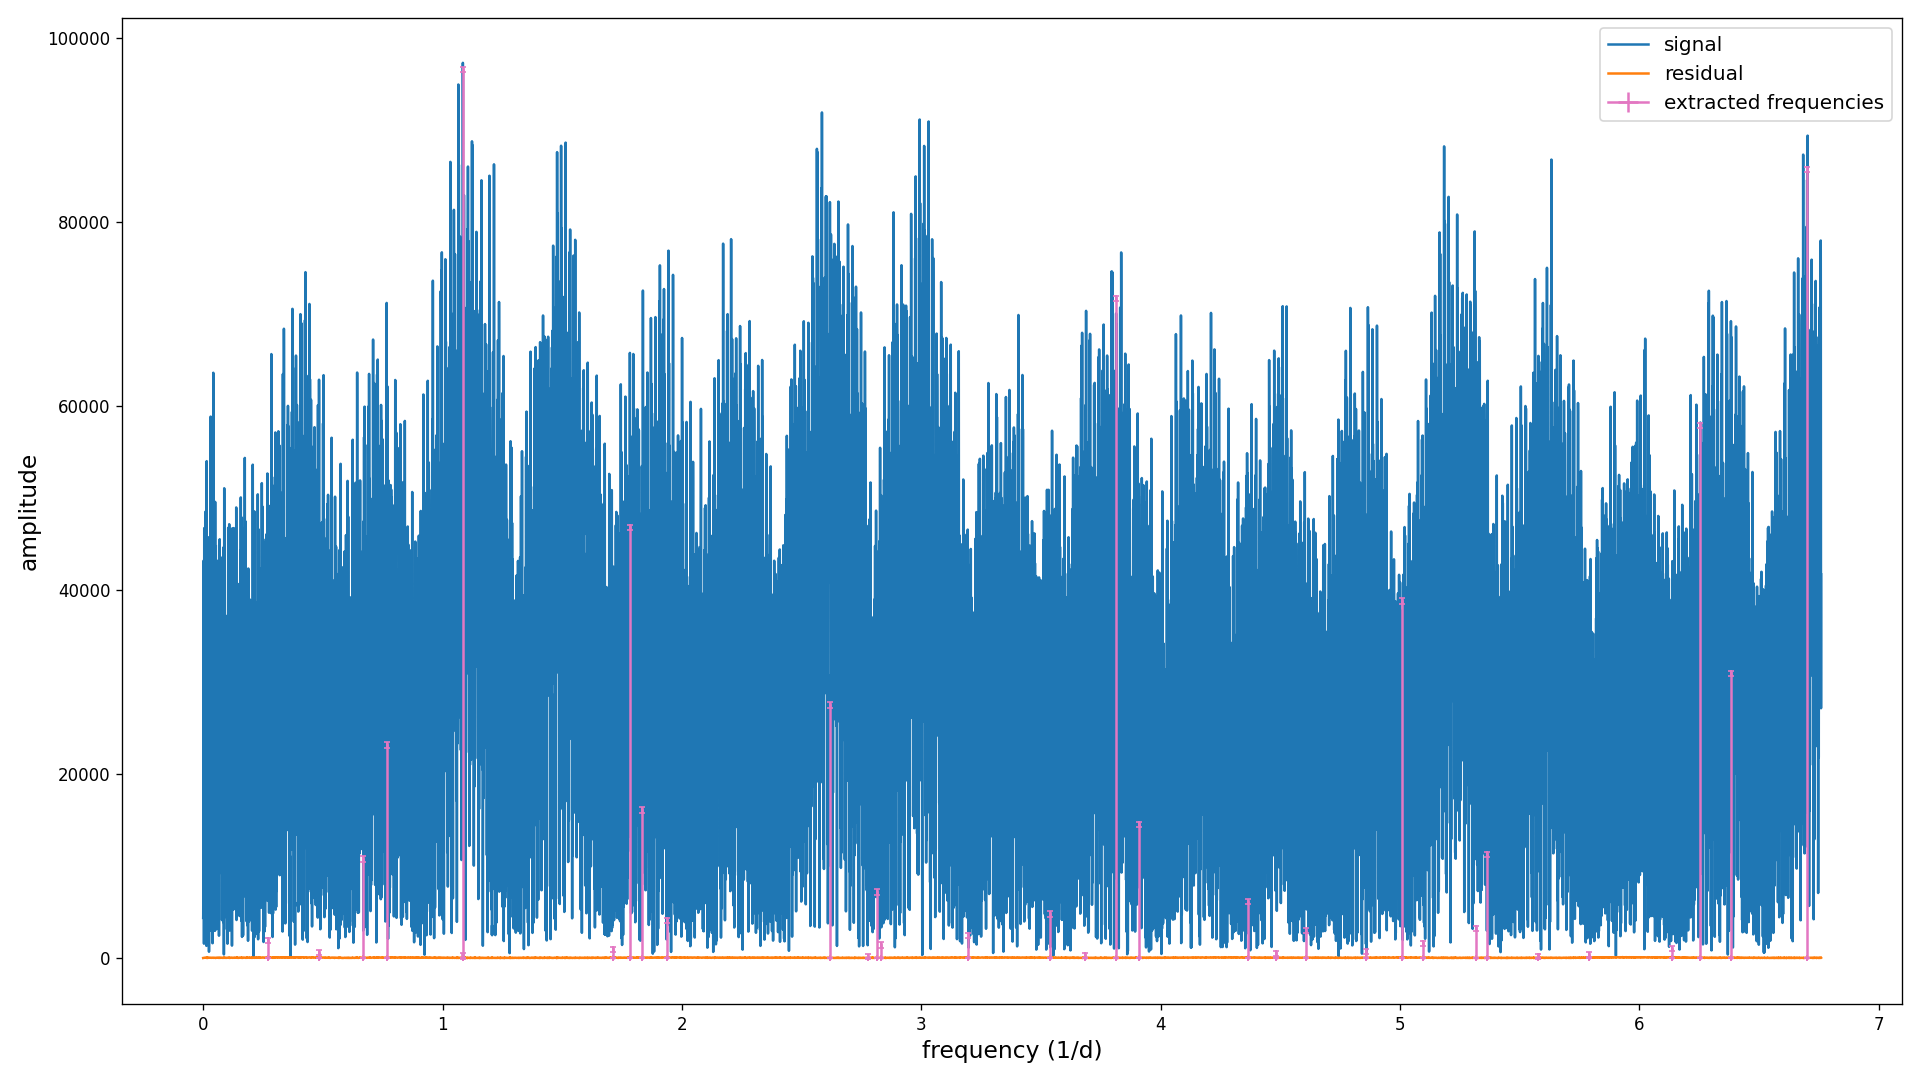 100000
80000
60000
40000
20000
0
amplitude
0 1 2 3 4 5 6 7
frequency (1/d)
signal
residual
extracted frequencies